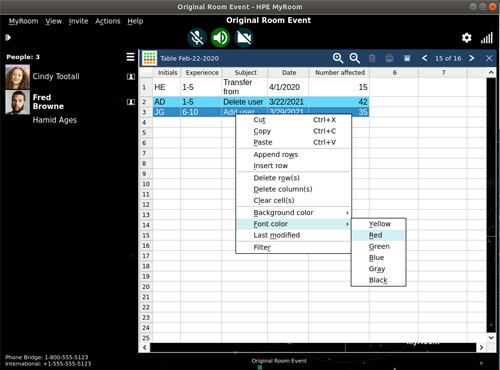 Original Room Event - HPE MyRoom
MyRoom View Invite Actions Help
Original Room Event
People: 3
Cindy Tootall
Fred
Browne
Hamid Ages
Table Feb-22-2020
15 of 16
Initials Experience Subject Date Number affected 6 7
1 HE 1-5 Transfer from 4/1/2020 15
2 AD 1-5 Delete user 3/22/2021 42
3 JG 6-10 Add user 3/29/2021 35
4
5
6
7
8
9
10
11
12
13
14
15
16
17
18
19
20
21
22
23
24
25
Cut Ctrl+X
Copy Ctrl+C
Paste Ctrl+V
Append rows
Insert row
Delete row(s)
Delete column(s)
Clear cell(s)
Background color
Font color
Last modified
Filter
Yellow
Red
Green
Blue
Gray
Black
MyRoom
Phone Bridge: 1-800-555-5123
Invitation: +1-555-555-5123
Original Room Event